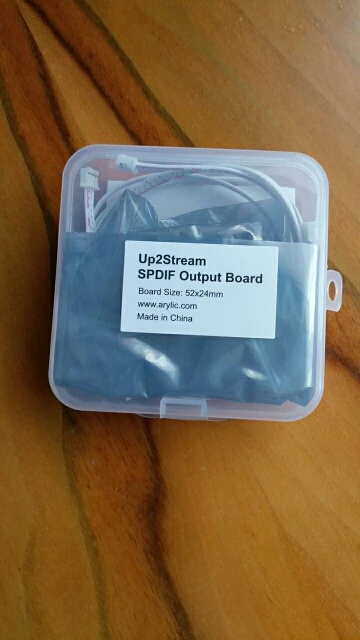 Up2Stream
SPDIF Output Board
Board Size: 52x24mm
www.arylic.com
Made in China